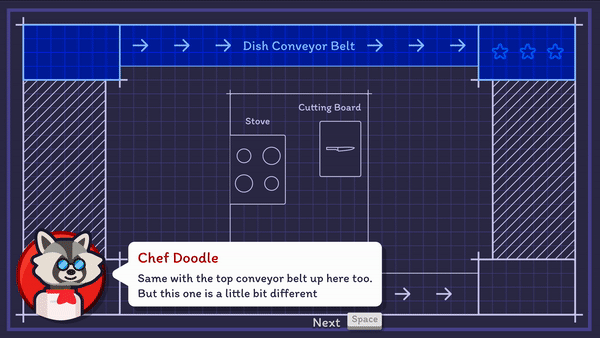 Dish Conveyor Belt
Cutting Board
Stove
Chef Doodle
Same with the top conveyor belt up here too.
But this one is a little bit different
Next Space